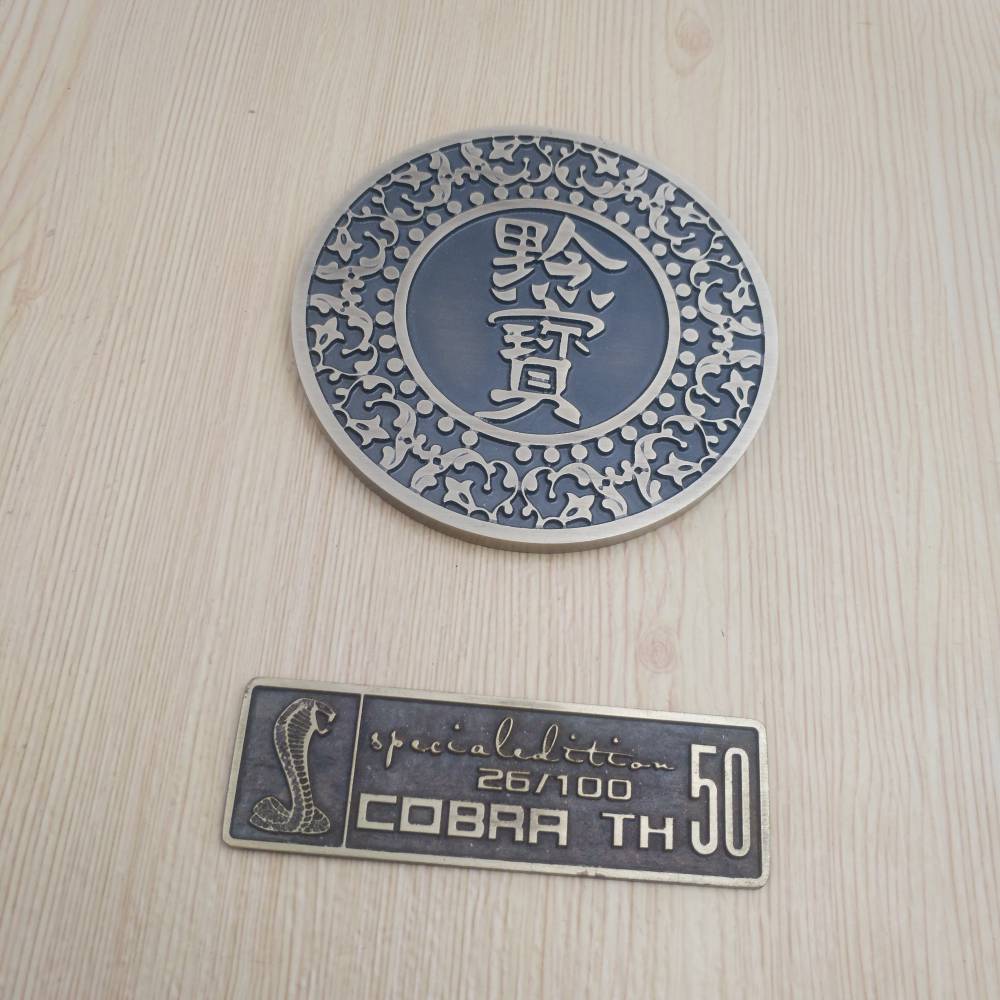 黔
寶
specialedition
26/100
COBRA TH 50